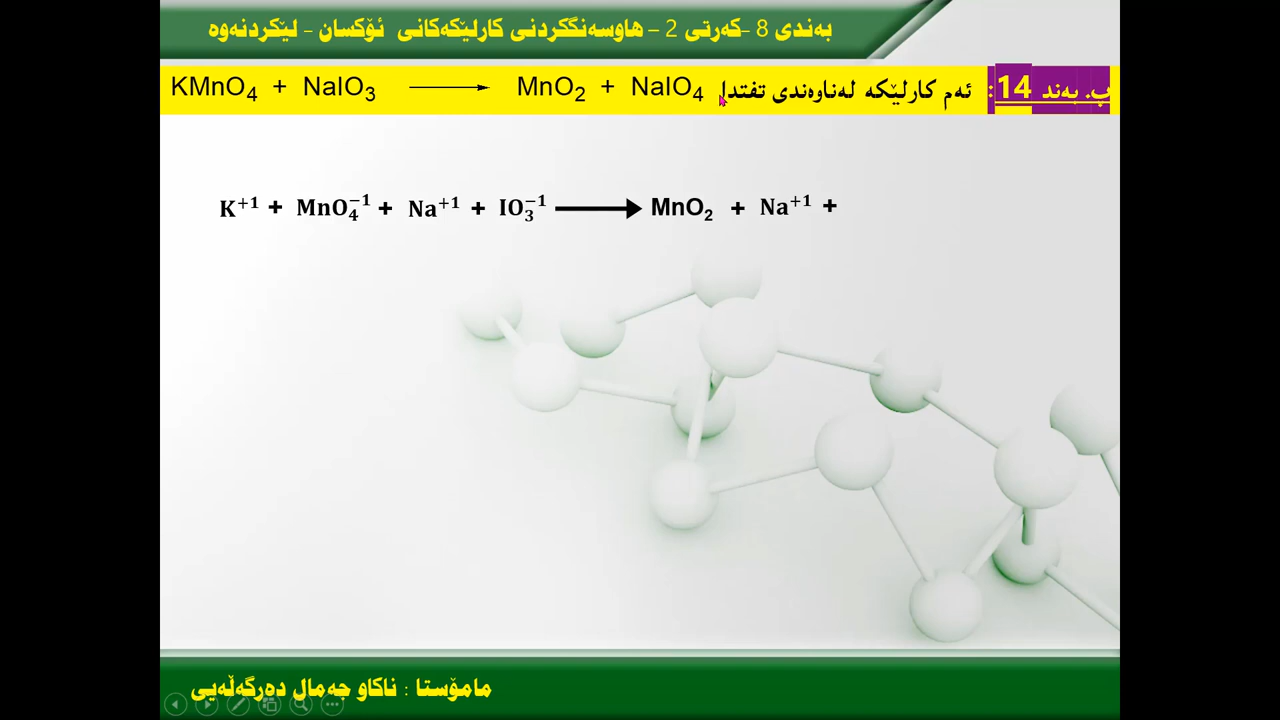 بەندی 8 –کەرتی 2 – هاوسەنگکردنی کارلێکەکانی ئۆکسان – لێکردنەوە
پ. بەند 14: ئەم کارلێکە لەناوەندی تفتدا KMnO₄ + NaIO₃ ⟶ MnO₂ + NaIO₄
K⁺¹ + MnO₄⁻¹ + Na⁺¹ + IO₃⁻¹ ⟶ MnO₂ + Na⁺¹ +
مامۆستا : ناکاو جەمال دەرگەڵەیی